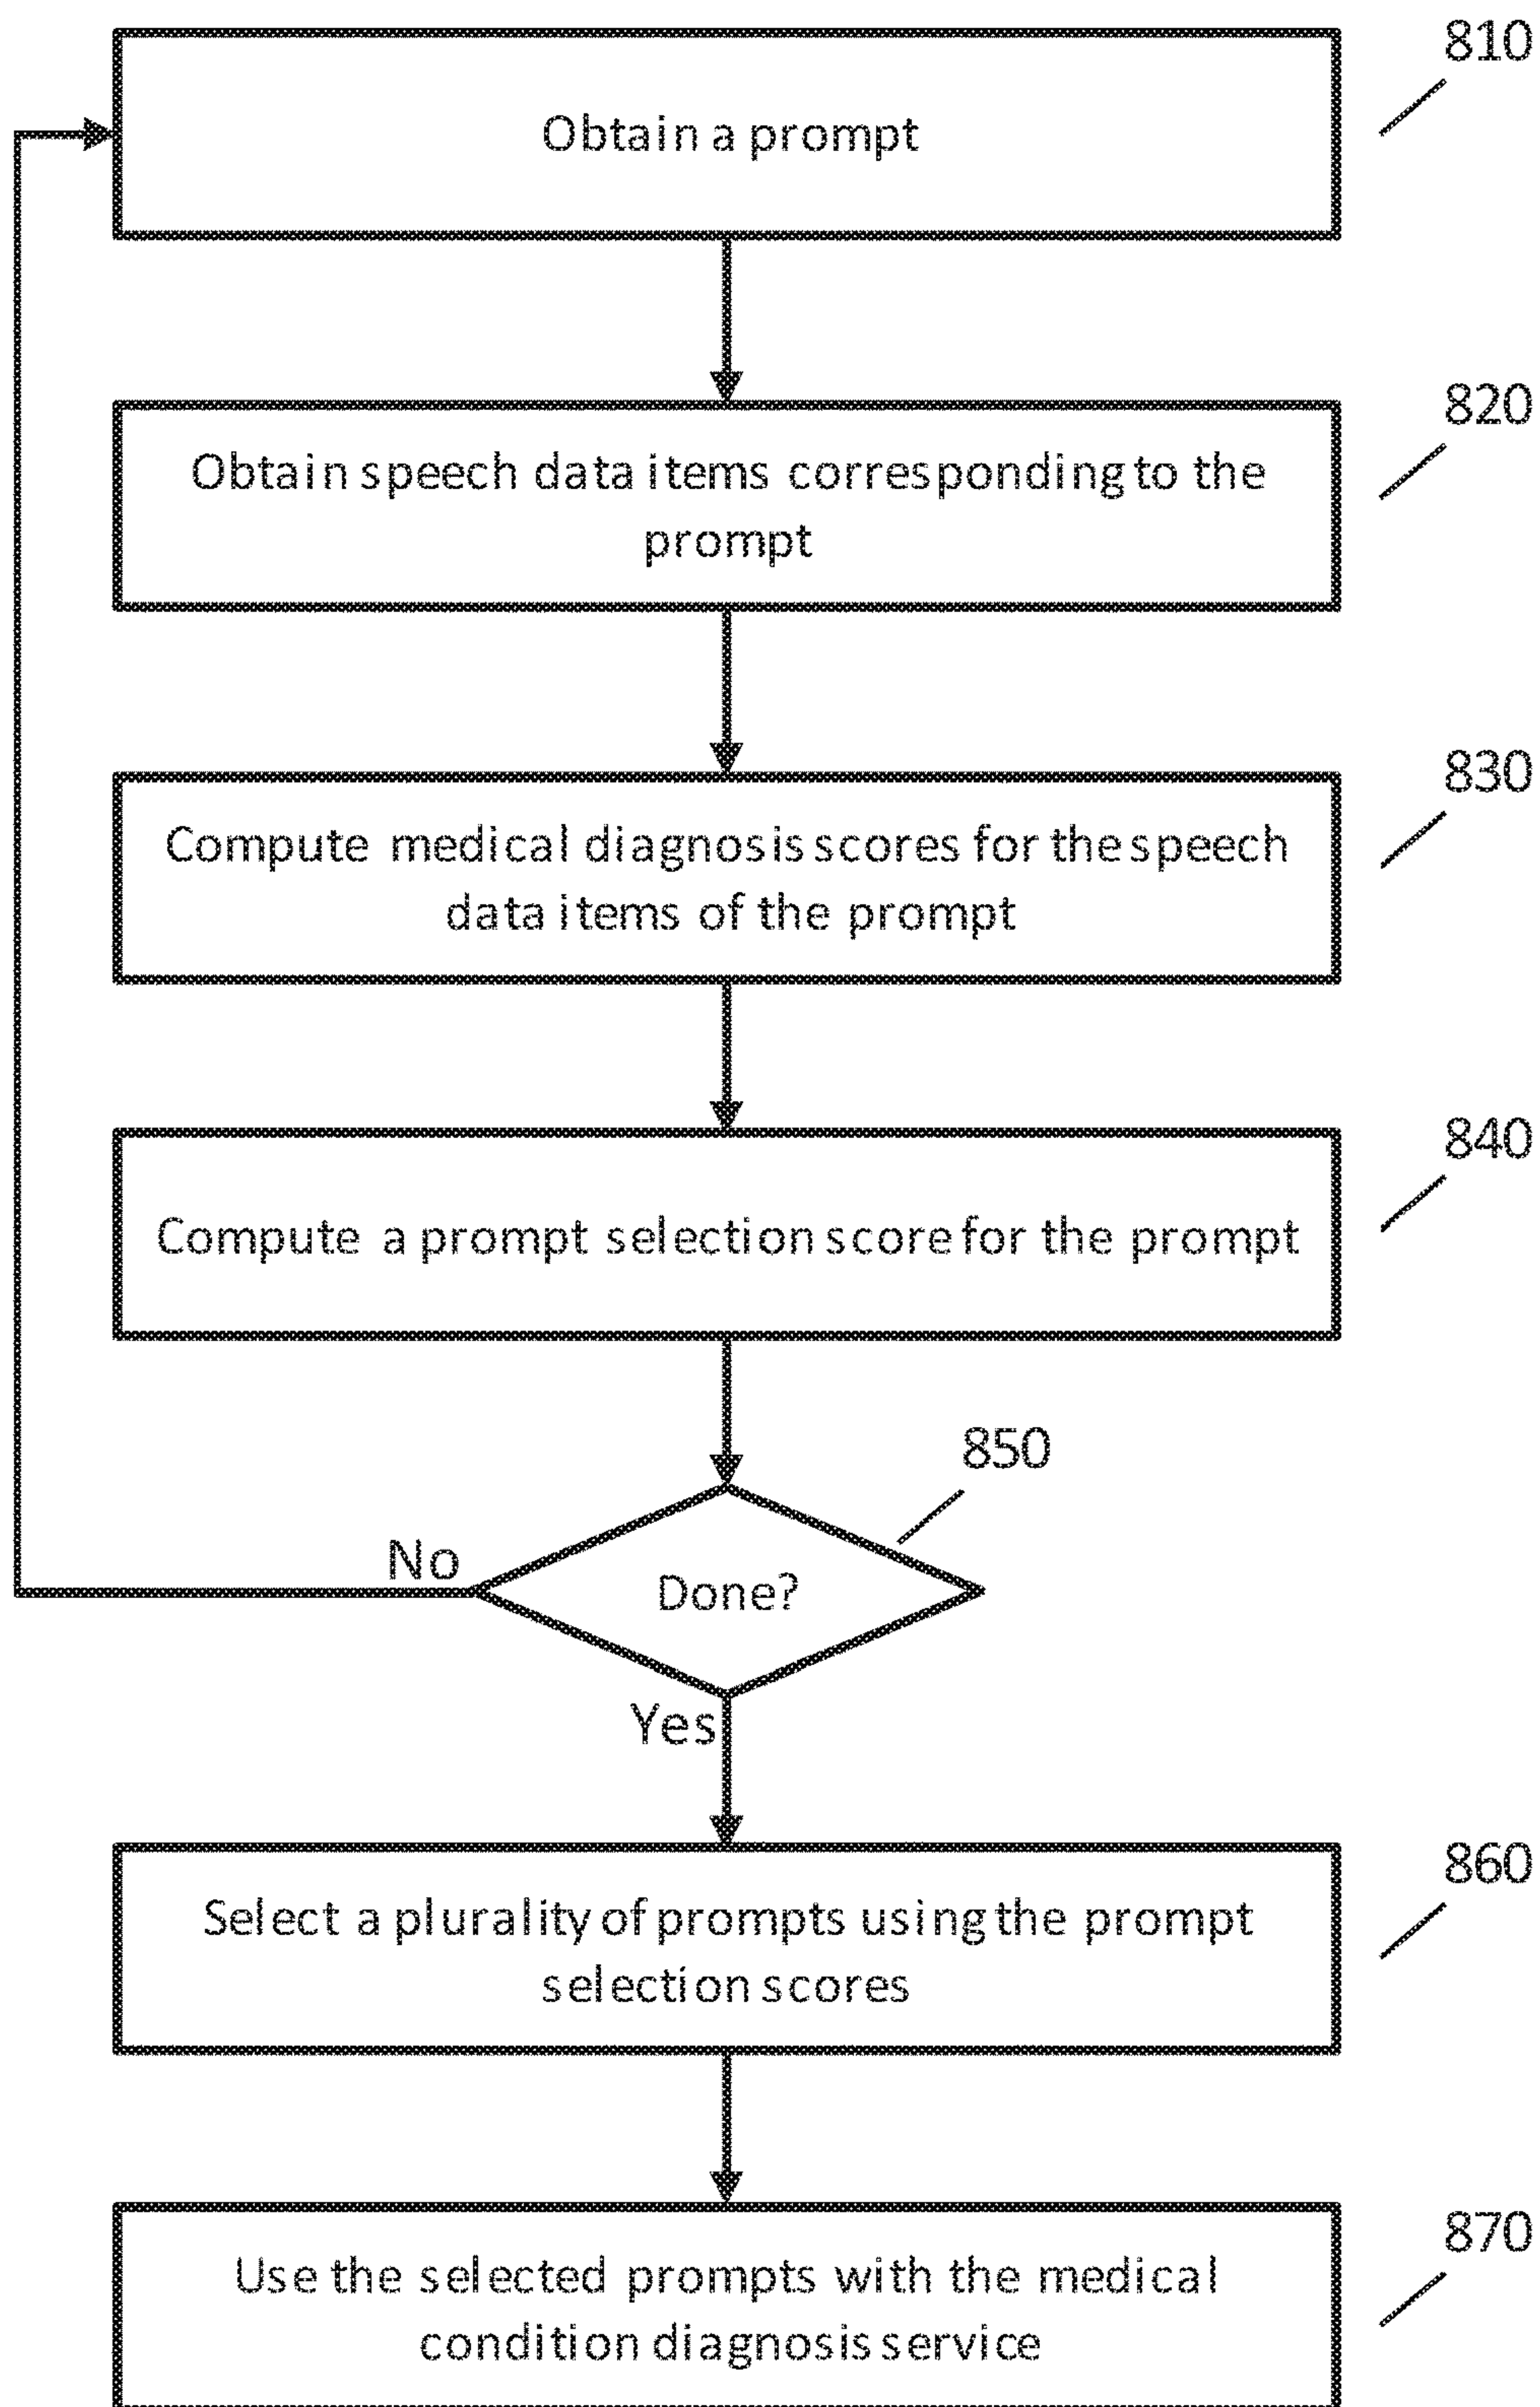 810
Obtain a prompt
820
Obtain speech data items corresponding to the
prompt
830
Compute medical diagnosis scores for the speech
data items of the prompt
840
Compute a prompt selection score for the prompt
850
No
Done?
Yes
860
Select a plurality of prompts using the prompt
selection scores
870
Use the selected prompts with the medical
condition diagnosis service